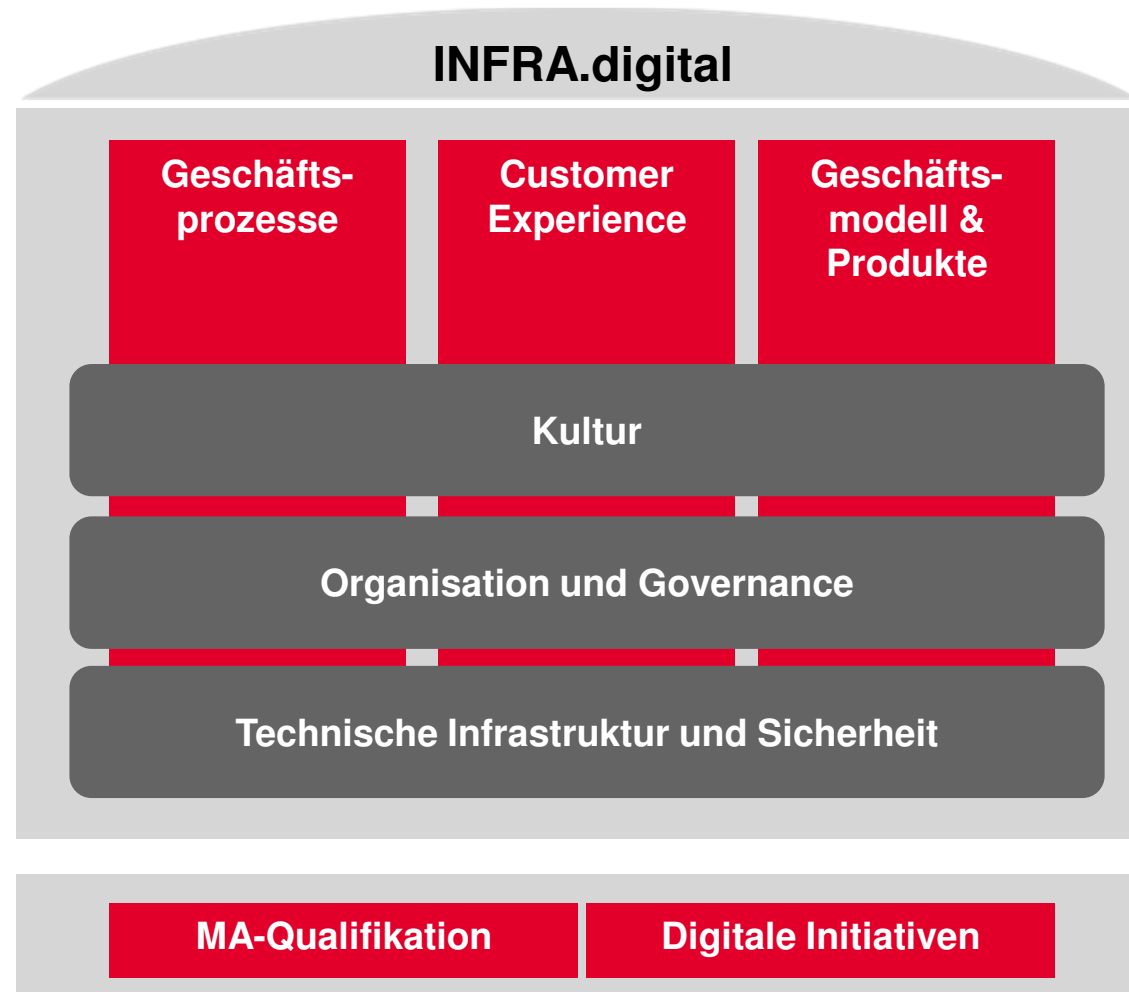 INFRA.digital
Geschäfts-
prozesse
Customer
Experience
Geschäfts-
modell &
Produkte
Kultur
Organisation und Governance
Technische Infrastruktur und Sicherheit
MA-Qualifikation
Digitale Initiativen